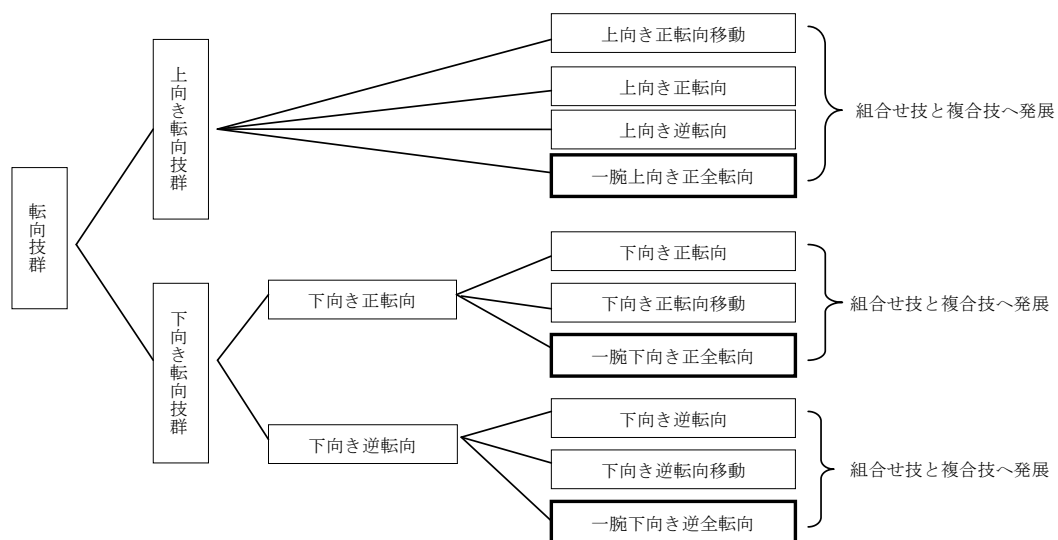 転向技群
上向き転向技群
上向き正転向移動
上向き正転向
上向き逆転向
一腕上向き正全転向
組合せ技と複合技へ発展
下向き転向技群
下向き正転向
下向き正転向
下向き正転向移動
一腕下向き正全転向
組合せ技と複合技へ発展
下向き逆転向
下向き逆転向
下向き逆転向移動
一腕下向き逆全転向
組合せ技と複合技へ発展